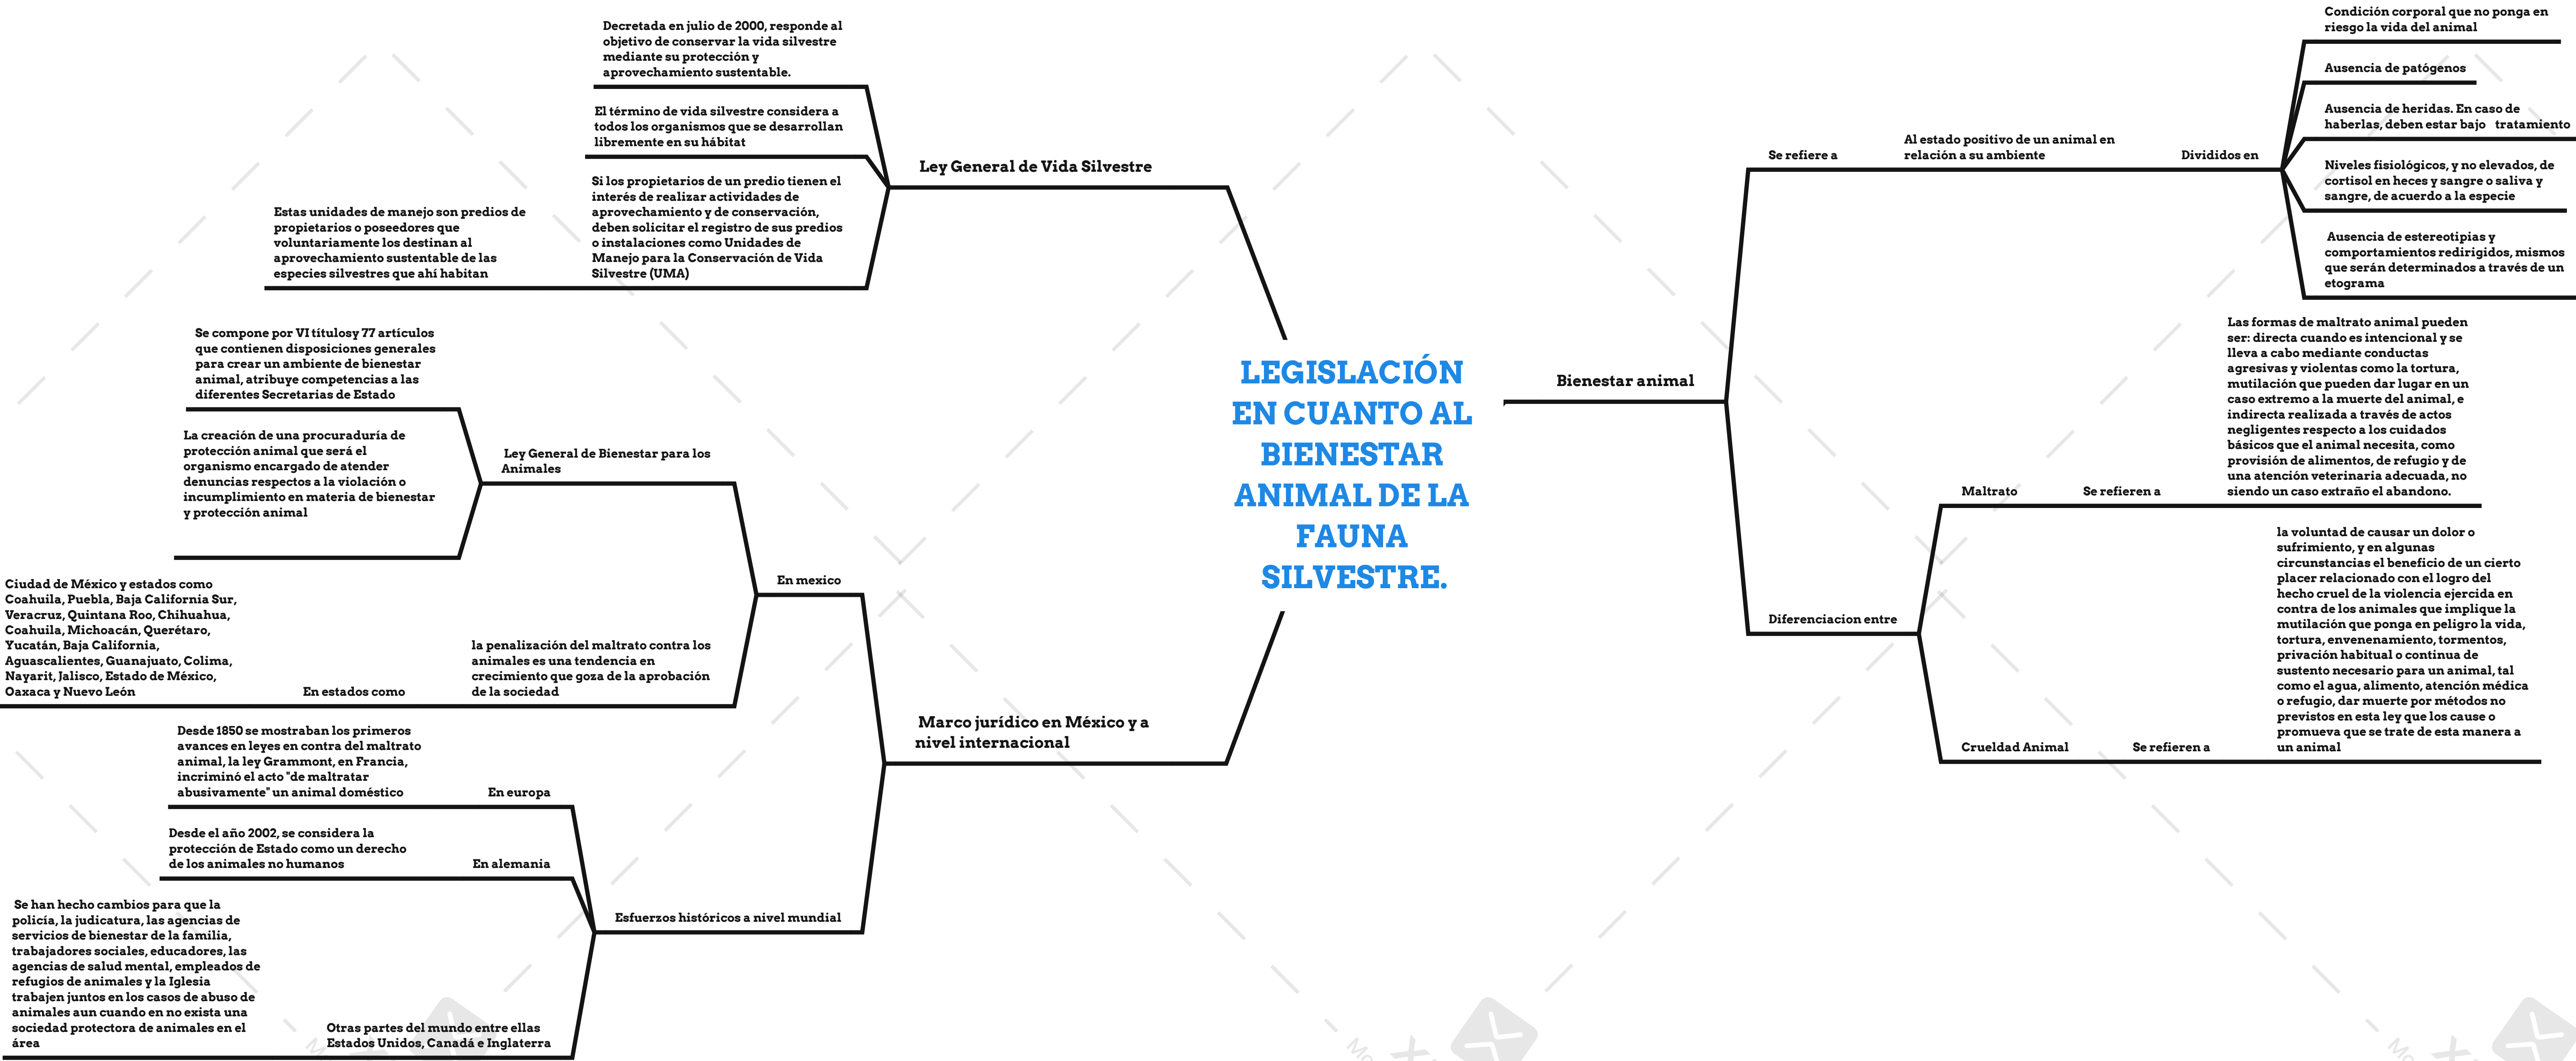 LEGISLACIÓN
EN CUANTO AL
BIENESTAR
ANIMAL DE LA
FAUNA
SILVESTRE.
Ley General de Vida Silvestre
Decretada en julio de 2000, responde al
objetivo de conservar la vida silvestre
mediante su protección y
aprovechamiento sustentable.
El término de vida silvestre considera a
todos los organismos que se desarrollan
libremente en su hábitat
Si los propietarios de un predio tienen el
interés de realizar actividades de
aprovechamiento y de conservación,
deben solicitar el registro de sus predios
o instalaciones como Unidades de
Manejo para la Conservación de Vida
Silvestre (UMA)
Estas unidades de manejo son predios de
propietarios o poseedores que
voluntariamente los destinan al
aprovechamiento sustentable de las
especies silvestres que ahí habitan
Marco jurídico en México y a
nivel internacional
En mexico
Ley General de Bienestar para los
Animales
Se compone por VI títulosy 77 artículos
que contienen disposiciones generales
para crear un ambiente de bienestar
animal, atribuye competencias a las
diferentes Secretarias de Estado
La creación de una procuraduría de
protección animal que será el
organismo encargado de atender
denuncias respectos a la violación o
incumplimiento en materia de bienestar
y protección animal
la penalización del maltrato contra los
animales es una tendencia en
crecimiento que goza de la aprobación
de la sociedad
En estados como
Ciudad de México y estados como
Coahuila, Puebla, Baja California Sur,
Veracruz, Quintana Roo, Chihuahua,
Coahuila, Michoacán, Querétaro,
Yucatán, Baja California,
Aguascalientes, Guanajuato, Colima,
Nayarit, Jalisco, Estado de México,
Oaxaca y Nuevo León
Esfuerzos históricos a nivel mundial
En europa
Desde 1850 se mostraban los primeros
avances en leyes en contra del maltrato
animal, la ley Grammont, en Francia,
incriminó el acto "de maltratar
abusivamente" un animal doméstico
En alemania
Desde el año 2002, se considera la
protección de Estado como un derecho
de los animales no humanos
Otras partes del mundo entre ellas
Estados Unidos, Canadá e Inglaterra
Se han hecho cambios para que la
policía, la judicatura, las agencias de
servicios de bienestar de la familia,
trabajadores sociales, educadores, las
agencias de salud mental, empleados de
refugios de animales y la Iglesia
trabajen juntos en los casos de abuso de
animales aun cuando en no exista una
sociedad protectora de animales en el
área
Bienestar animal
Se refiere a
Al estado positivo de un animal en
relación a su ambiente
Divididos en
Condición corporal que no ponga en
riesgo la vida del animal
Ausencia de patógenos
Ausencia de heridas. En caso de
haberlas, deben estar bajo tratamiento
Niveles fisiológicos, y no elevados, de
cortisol en heces y sangre o saliva y
sangre, de acuerdo a la especie
Ausencia de estereotipias y
comportamientos redirigidos, mismos
que serán determinados a través de un
etograma
Diferenciacion entre
Maltrato
Se refieren a
Las formas de maltrato animal pueden
ser: directa cuando es intencional y se
lleva a cabo mediante conductas
agresivas y violentas como la tortura,
mutilación que pueden dar lugar en un
caso extremo a la muerte del animal, e
indirecta realizada a través de actos
negligentes respecto a los cuidados
básicos que el animal necesita, como
provisión de alimentos, de refugio y de
una atención veterinaria adecuada, no
siendo un caso extraño el abandono.
Crueldad Animal
Se refieren a
la voluntad de causar un dolor o
sufrimiento, y en algunas
circunstancias el beneficio de un cierto
placer relacionado con el logro del
hecho cruel de la violencia ejercida en
contra de los animales que implique la
mutilación que ponga en peligro la vida,
tortura, envenenamiento, tormentos,
privación habitual o continua de
sustento necesario para un animal, tal
como el agua, alimento, atención médica
o refugio, dar muerte por métodos no
previstos en esta ley que los cause o
promueva que se trate de esta manera a
un animal